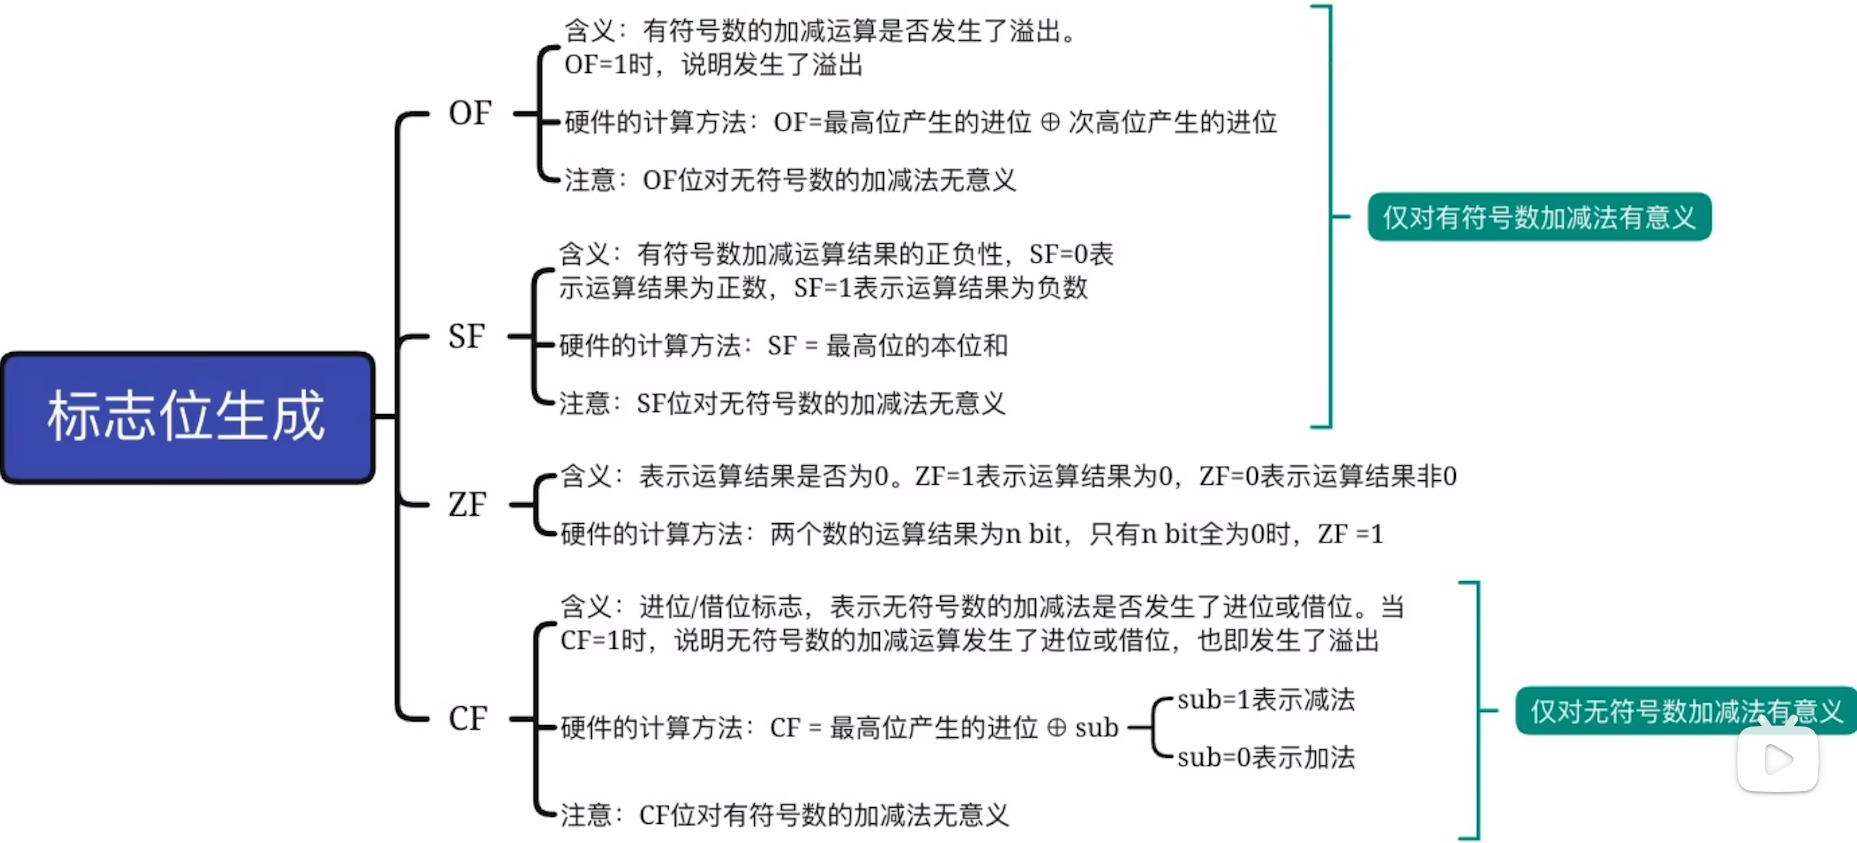 标志位生成
OF
含义：有符号数的加减运算是否发生了溢出。
OF=1时，说明发生了溢出
硬件的计算方法：OF=最高位产生的进位 ⊕ 次高位产生的进位
注意：OF位对无符号数的加减法无意义
SF
含义：有符号数加减运算结果的正负性，SF=0表
示运算结果为正数，SF=1表示运算结果为负数
硬件的计算方法：SF = 最高位的本位和
注意：SF位对无符号数的加减法无意义
仅对有符号数加减法有意义
ZF
含义：表示运算结果是否为0。ZF=1表示运算结果为0，ZF=0表示运算结果非0
硬件的计算方法：两个数的运算结果为n bit，只有n bit全为0时，ZF =1
CF
含义：进位/借位标志，表示无符号数的加减法是否发生了进位或借位。当
CF=1时，说明无符号数的加减运算发生了进位或借位，也即发生了溢出
硬件的计算方法：CF = 最高位产生的进位 ⊕ sub
sub=1表示减法
sub=0表示加法
注意：CF位对有符号数的加减法无意义
仅对无符号数加减法有意义